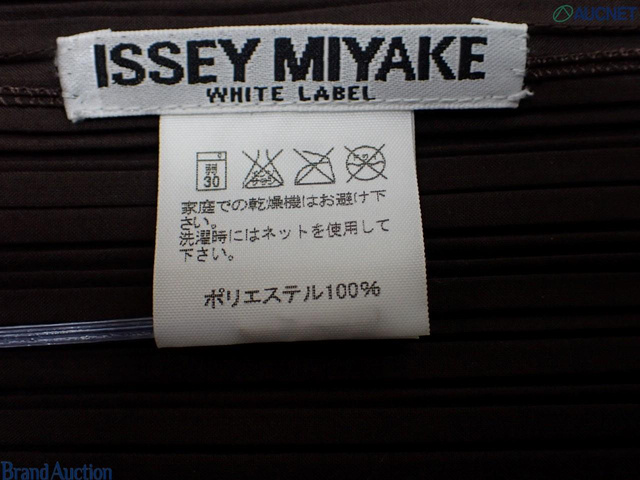 AUCNET
ISSEY MIYAKE
WHITE LABEL
弱
30
家庭での乾燥機はお避け下
さい。
洗濯時にはネットを使用して
下さい。
ポリエステル100%
Brand Auction